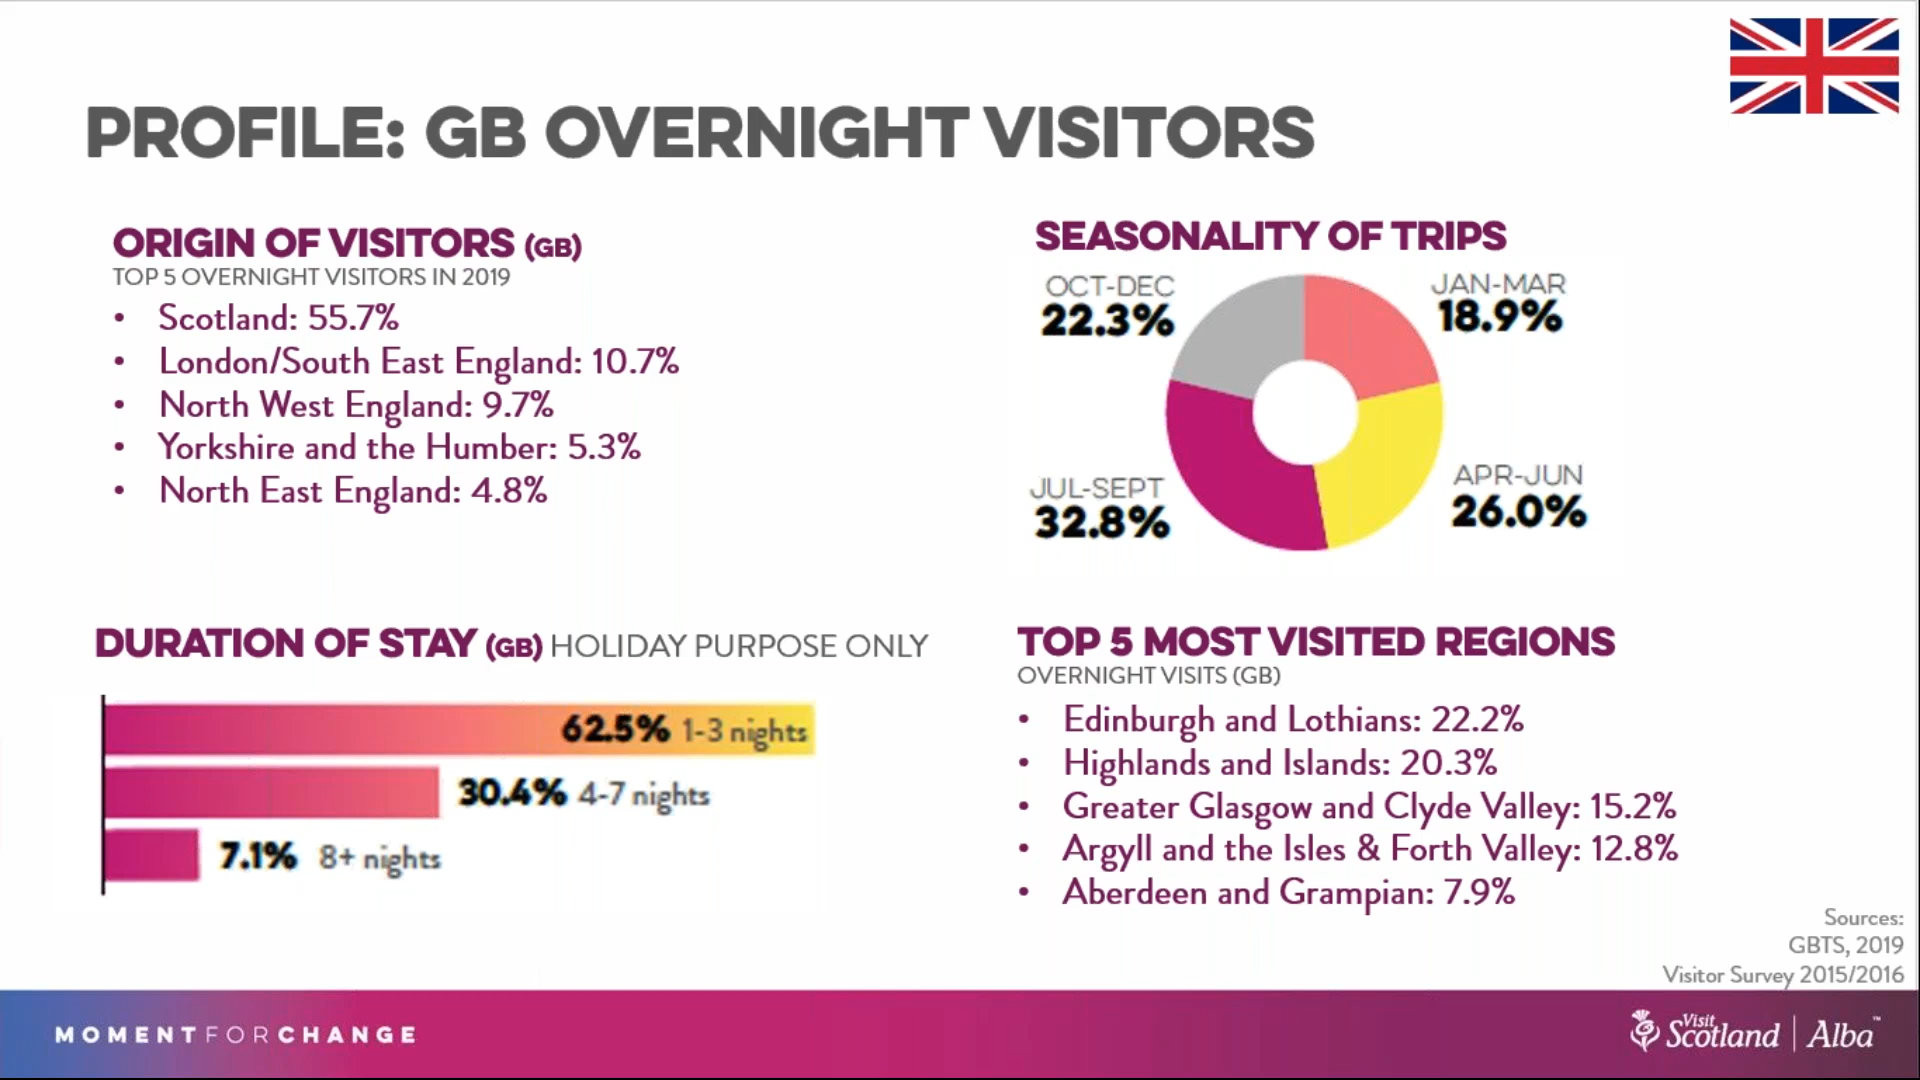 PROFILE: GB OVERNIGHT VISITORS
ORIGIN OF VISITORS (GB)
TOP 5 OVERNIGHT VISITORS IN 2019
• Scotland: 55.7%
• London/South East England: 10.7%
• North West England: 9.7%
• Yorkshire and the Humber: 5.3%
• North East England: 4.8%
SEASONALITY OF TRIPS
OCT-DEC
22.3%
JAN-MAR
18.9%
JUL-SEPT
32.8%
APR-JUN
26.0%
DURATION OF STAY (GB) HOLIDAY PURPOSE ONLY
62.5% 1-3 nights
30.4% 4-7 nights
7.1% 8+ nights
TOP 5 MOST VISITED REGIONS
OVERNIGHT VISITS (GB)
• Edinburgh and Lothians: 22.2%
• Highlands and Islands: 20.3%
• Greater Glasgow and Clyde Valley: 15.2%
• Argyll and the Isles & Forth Valley: 12.8%
• Aberdeen and Grampian: 7.9%
Sources:
GBTS, 2019
Visitor Survey 2015/2016
MOMENTFORCHANGE
Visit
Scotland | Alba™